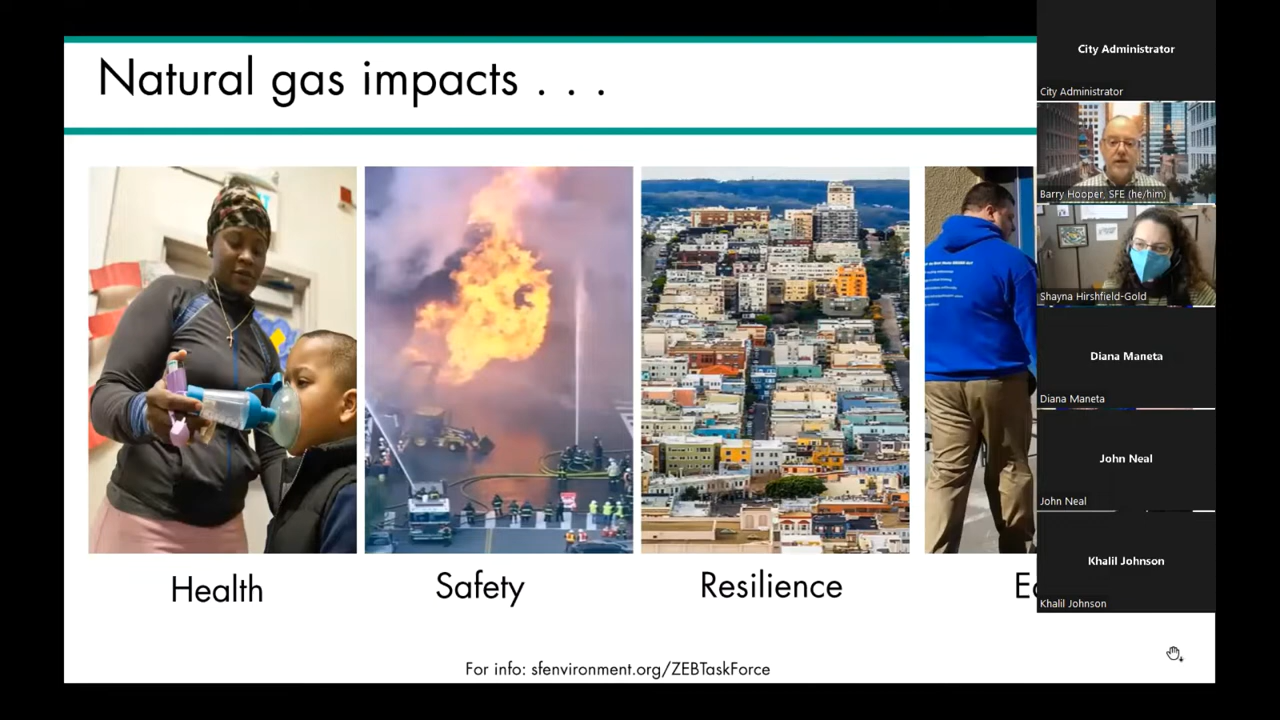 Natural gas impacts . . .
Health
Safety
Resilience
For info: sfenvironment.org/ZEBTaskForce
City Administrator
City Administrator
Barry Hooper, SFE (he/him)
Shayna Hirshfield-Gold
Diana Maneta
Diana Maneta
John Neal
John Neal
Khalil Johnson
Khalil Johnson